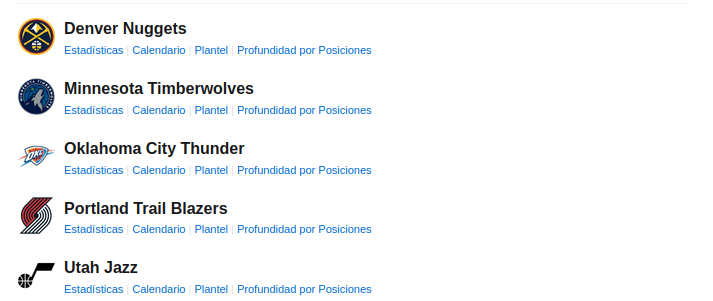 Denver Nuggets
Estadísticas | Calendario | Plantel | Profundidad por Posiciones
Minnesota Timberwolves
Estadísticas | Calendario | Plantel | Profundidad por Posiciones
Oklahoma City Thunder
Estadísticas | Calendario | Plantel | Profundidad por Posiciones
Portland Trail Blazers
Estadísticas | Calendario | Plantel | Profundidad por Posiciones
Utah Jazz
Estadísticas | Calendario | Plantel | Profundidad por Posiciones